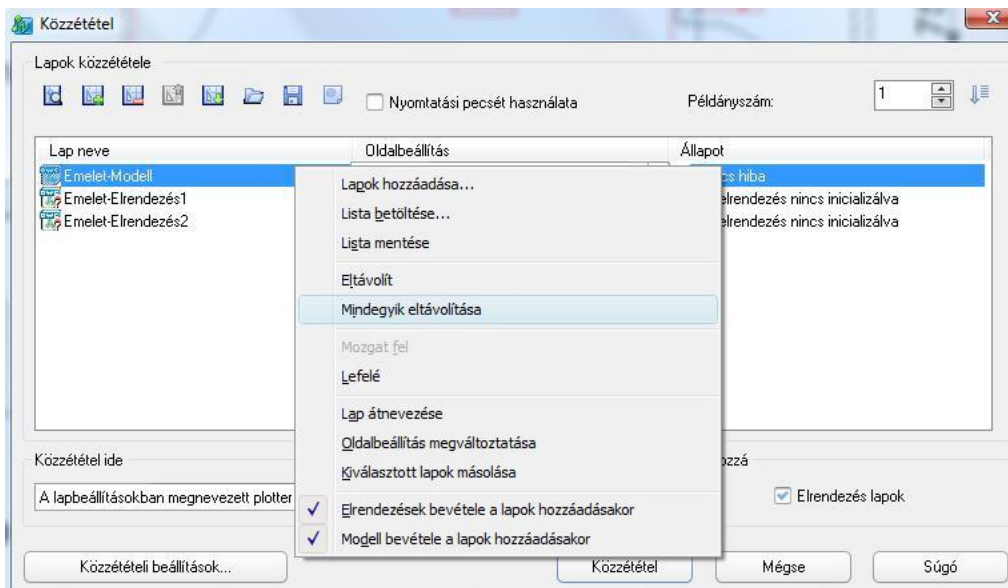 Közzététel
Lapok közzététele
Nyomtatási pecsét használata
Példányszám:
1
Lap neve
Oldalbeállítás
Állapot
Emelet-Modell
cs hiba
Emelet-Elrendezés1
elrendezés nincs inicializálva
Emelet-Elrendezés2
elrendezés nincs inicializálva
Lapok hozzáadása...
Lista betöltése...
Lista mentése
Eltávolít
Mindegyik eltávolítása
Mozgat fel
Lefelé
Lap átnevezése
Oldalbeállítás megváltoztatása
Kiválasztott lapok másolása
Elrendezések bevétele a lapok hozzáadásakor
Modell bevétele a lapok hozzáadásakor
Közzététel ide
ozzá
A lapbeállításokban megnevezett plotter
Elrendezés lapok
Közzétételi beállítások...
Közzététel
Mégse
Súgó